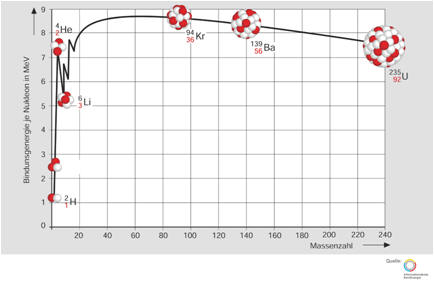 Bindungsenergie je Nukleon in MeV
9
8
7
6
5
4
3
2
1
0
4
2 He
6
3 Li
2
1 H
94
36 Kr
139
56 Ba
235
92 U
20 40 60 80 100 120 140 160 180 200 220 240
Massenzahl
Quelle: